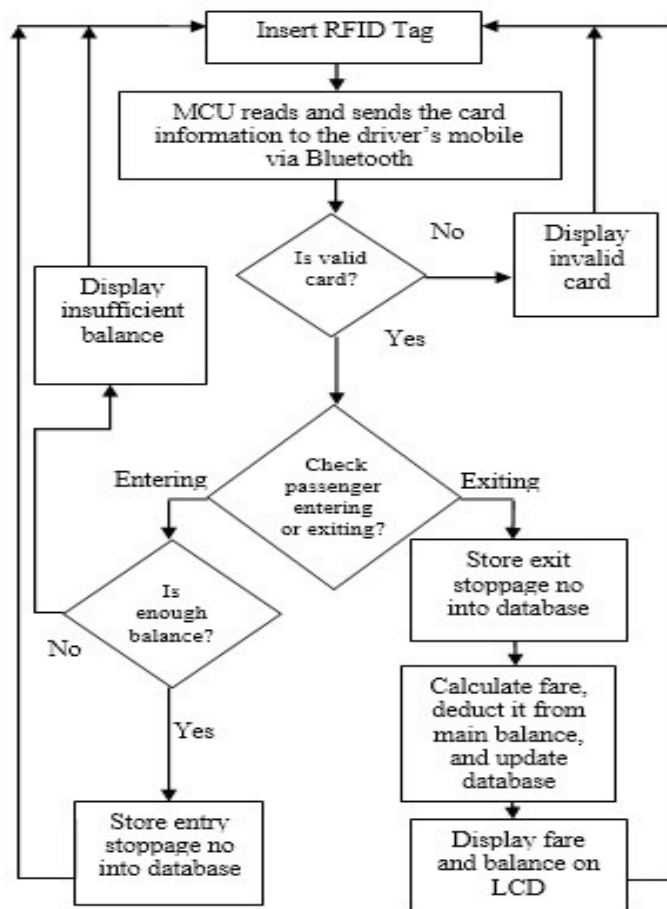 Insert RFID Tag
MCU reads and sends the card
information to the driver's mobile
via Bluetooth
Is valid
card?
No
Display
invalid
card
Yes
Display
insufficient
balance
Check
passenger
entering
or exiting?
Entering
Exiting
Is
enough
balance?
No
Yes
Store entry
stoppage no
into database
Store exit
stoppage no
into database
Calculate fare,
deduct it from
main balance,
and update
database
Display fare
and balance on
LCD